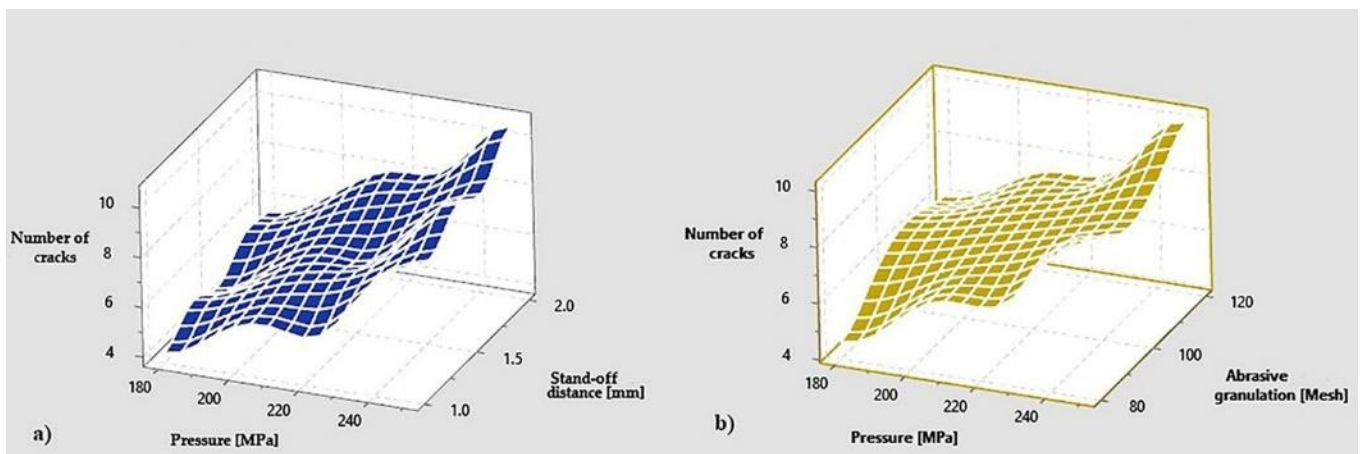 10
Number of
cracks
8
6
4
180
200
220
240
Pressure [MPa]
1.0
1.5
2.0
Stand-off
distance [mm]
a)
10
Number of
cracks
8
6
4
180
200
220
240
Pressure [MPa]
80
100
120
Abrasive
granulation [Mesh]
b)